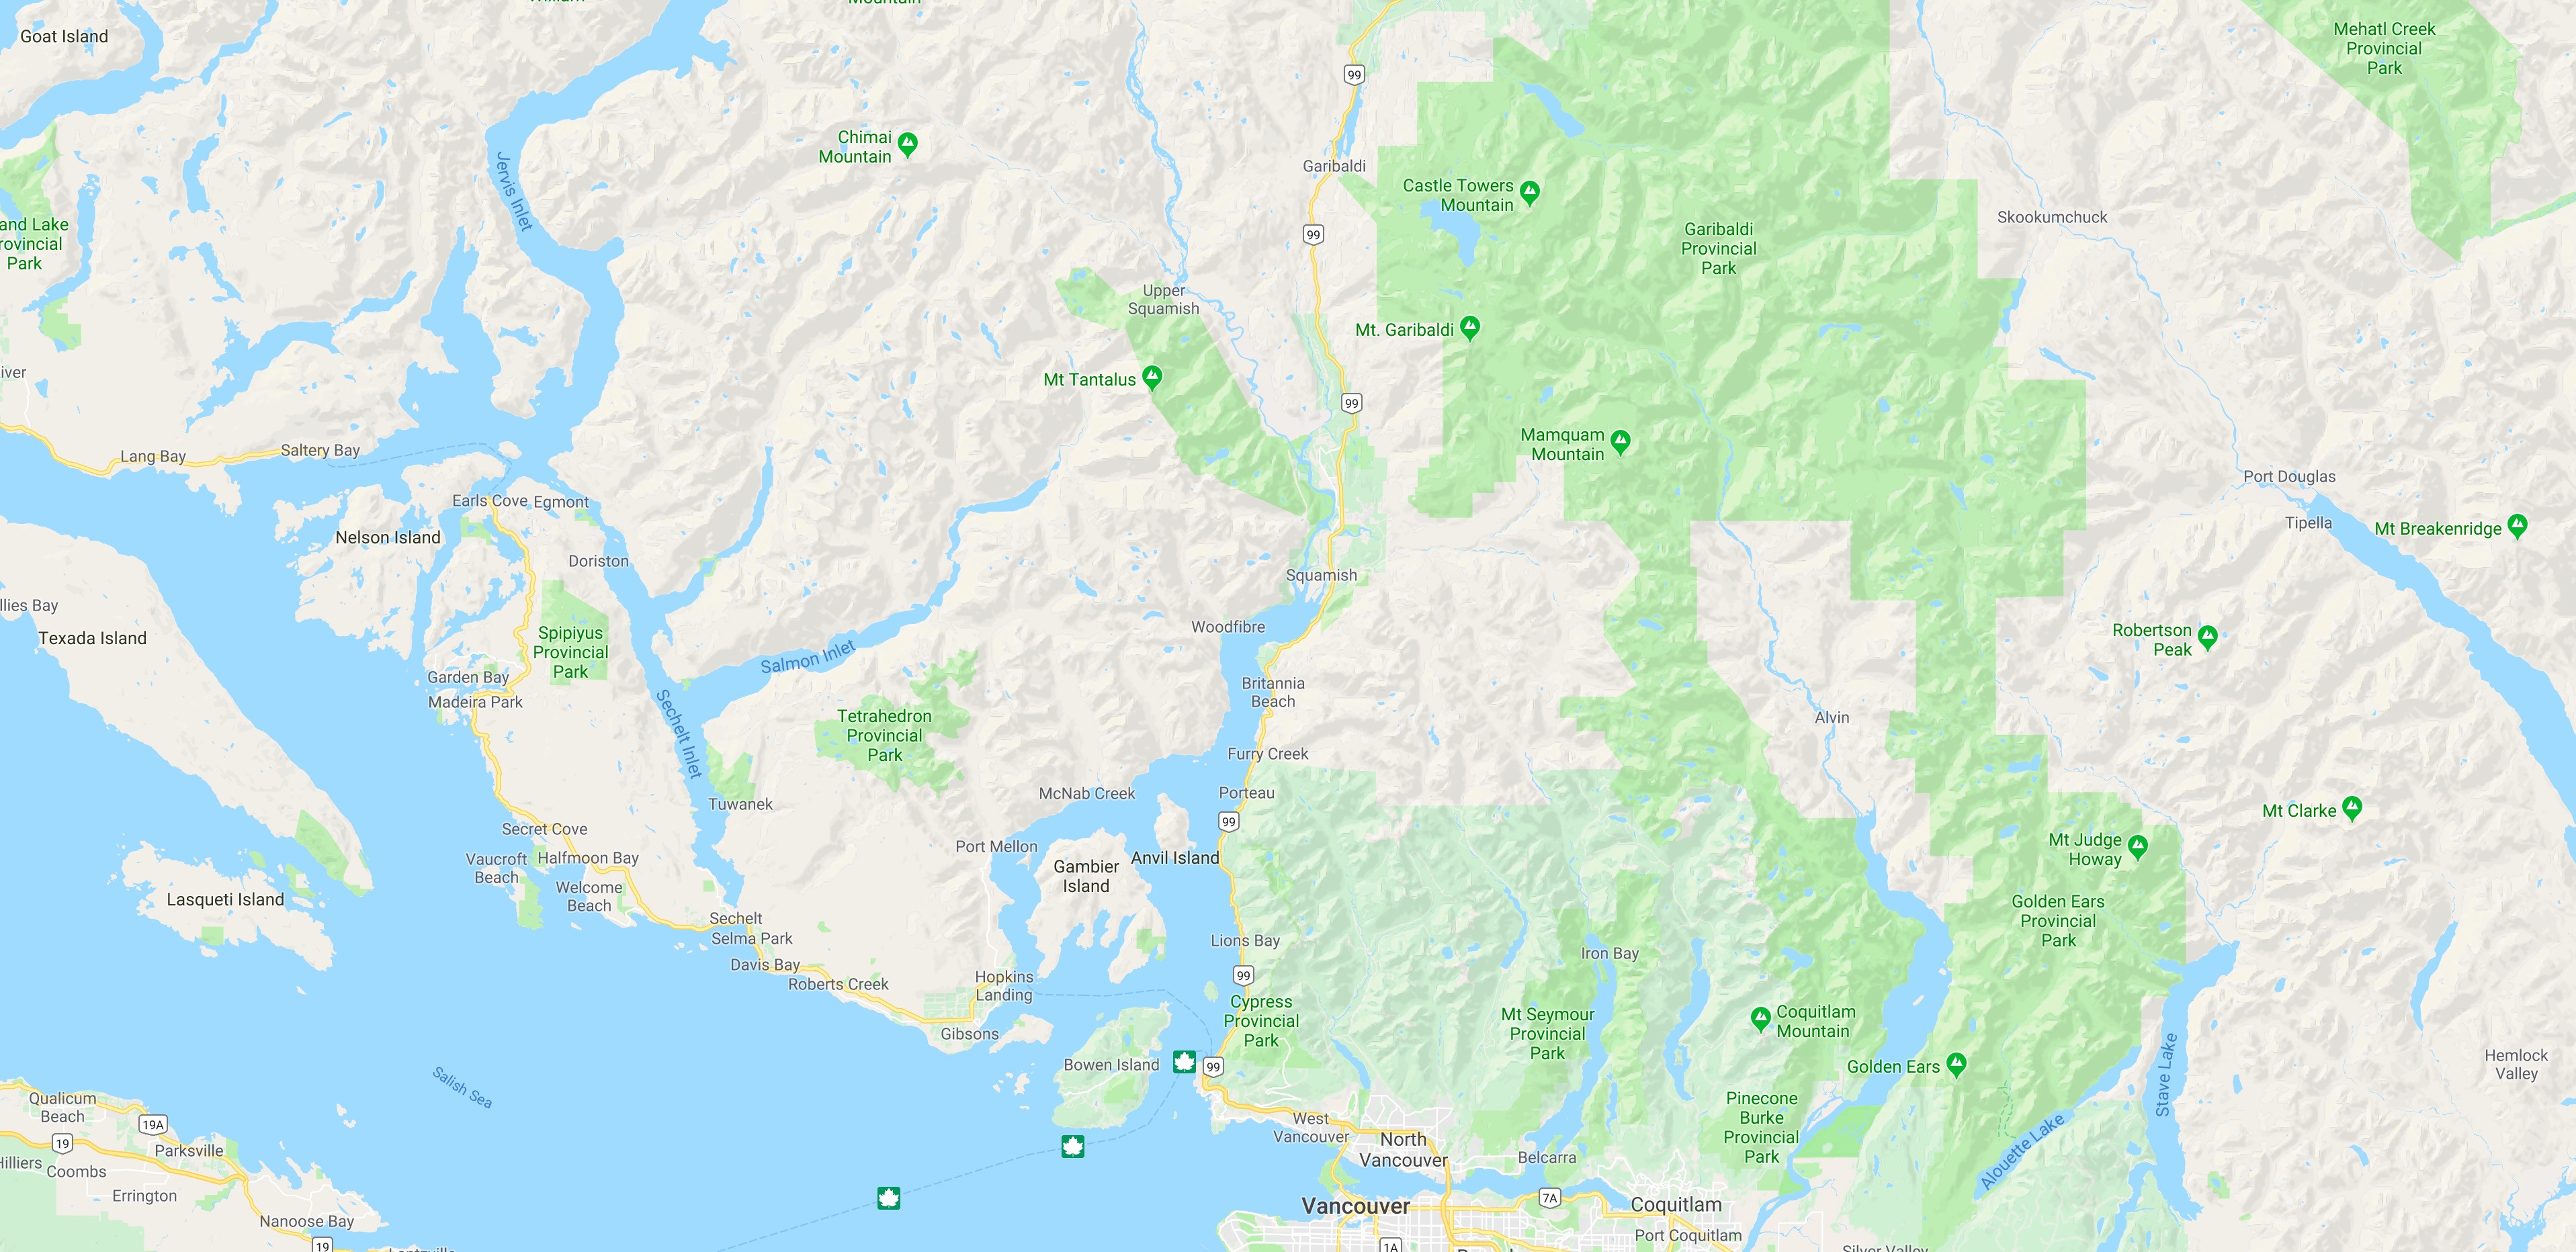 William
Mountain
Goat Island
Mehatl Creek
Provincial
Park
99
Chimai
Mountain
Jervis Inlet
Garibaldi
Castle Towers
Mountain
and Lake
rovincial
Park
99
Garibaldi
Provincial
Park
Skookumchuck
Upper
Squamish
Mt. Garibaldi
iver
Mt Tantalus
99
Mamquam
Mountain
Lang Bay
Saltery Bay
Port Douglas
Earls Cove
Egmont
Tipella
Mt Breakenridge
Nelson Island
Doriston
Squamish
llies Bay
Texada Island
Woodfibre
Spipiyus
Provincial
Park
Salmon Inlet
Robertson
Peak
Garden Bay
Madeira Park
Britannia
Beach
Sechelt Inlet
Tetrahedron
Provincial
Park
Alvin
Furry Creek
McNab Creek
Porteau
Tuwanek
99
Mt Clarke
Secret Cove
Port Mellon
Mt Judge
Howay
Vaucroft
Beach
Halfmoon Bay
Anvil Island
Gambier
Island
Welcome
Beach
Lasqueti Island
Golden Ears
Provincial
Park
Sechelt
Selma Park
Lions Bay
Iron Bay
Davis Bay
99
Roberts Creek
Hopkins
Landing
Cypress
Provincial
Park
Mt Seymour
Provincial
Park
Coquitlam
Mountain
Gibsons
Bowen Island
99
Golden Ears
Stave Lake
Hemlock
Valley
Salish Sea
Qualicum
Beach
19A
19
Parksville
Hilliers
Coombs
Errington
Nanoose Bay
19
West
Vancouver
North
Vancouver
Belcarra
Pinecone
Burke
Provincial
Park
Alouette Lake
Vancouver
7A
Coquitlam
Port Coquitlam
1A
Silver Valley
Lantzville